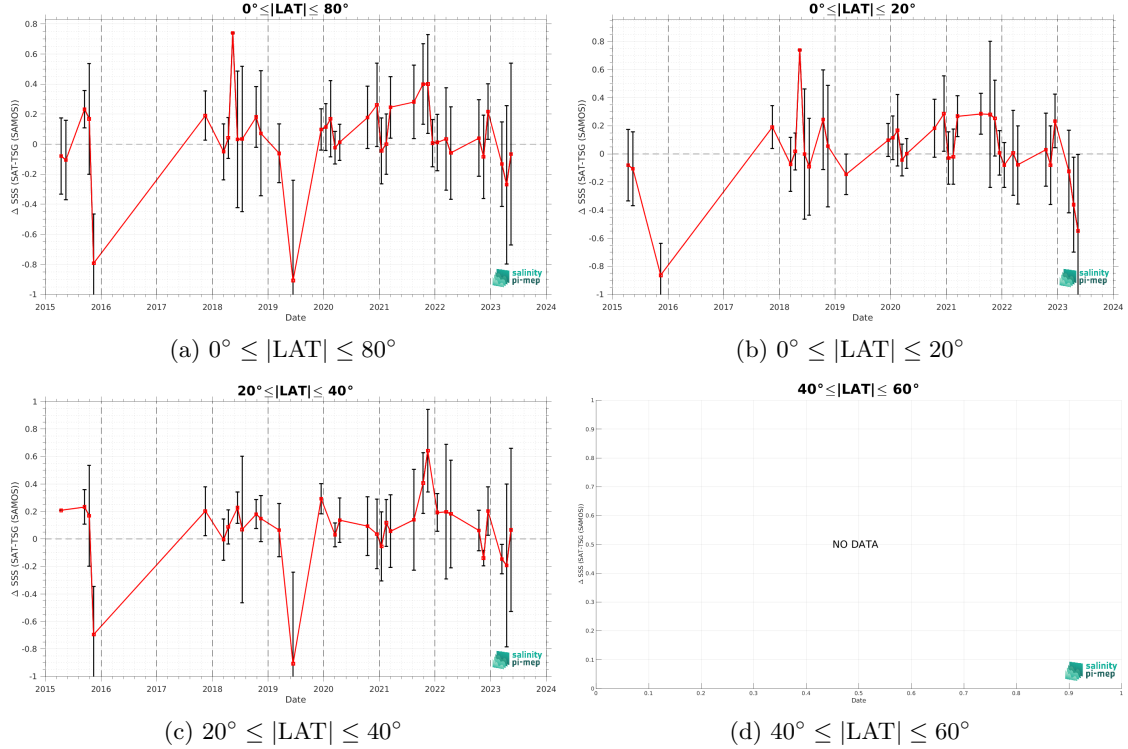 0°≤|LAT|≤ 80°
Δ SSS (SAT-TSG (SAMOS))
0.8
0.6
0.4
0.2
0
-0.2
-0.4
-0.6
-0.8
-1
2015 2016 2017 2018 2019 2020 2021 2022 2023 2024
Date
salinity
pi-mep
(a) 0° ≤ |LAT| ≤ 80°
0°≤|LAT|≤ 20°
Δ SSS (SAT-TSG (SAMOS))
0.8
0.6
0.4
0.2
0
-0.2
-0.4
-0.6
-0.8
-1
2015 2016 2017 2018 2019 2020 2021 2022 2023 2024
Date
salinity
pi-mep
(b) 0° ≤ |LAT| ≤ 20°
20°≤|LAT|≤ 40°
Δ SSS (SAT-TSG (SAMOS))
1
0.8
0.6
0.4
0.2
0
-0.2
-0.4
-0.6
-0.8
-1
2015 2016 2017 2018 2019 2020 2021 2022 2023 2024
Date
salinity
pi-mep
(c) 20° ≤ |LAT| ≤ 40°
40°≤|LAT|≤ 60°
Δ SSS (SAT-TSG (SAMOS))
1
0.9
0.8
0.7
0.6
0.5
0.4
0.3
0.2
0.1
0
NO DATA
0 0.1 0.2 0.3 0.4 0.5 0.6 0.7 0.8 0.9 1
Date
salinity
pi-mep
(d) 40° ≤ |LAT| ≤ 60°